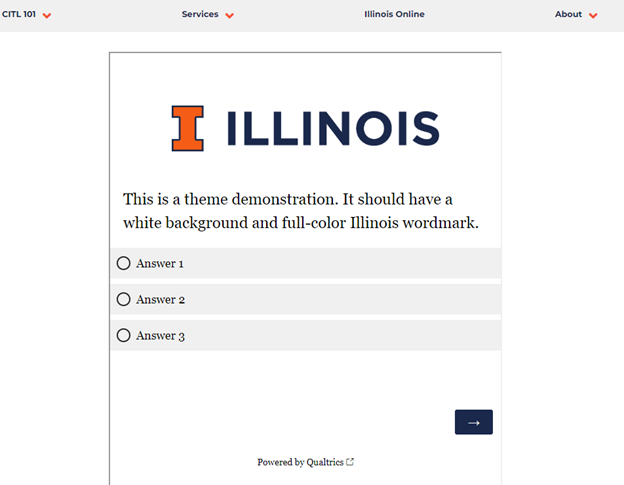 CITL 101 Services Illinois Online About
I ILLINOIS
This is a theme demonstration. It should have a
white background and full-color Illinois wordmark.
Answer 1
Answer 2
Answer 3
→
Powered by Qualtrics